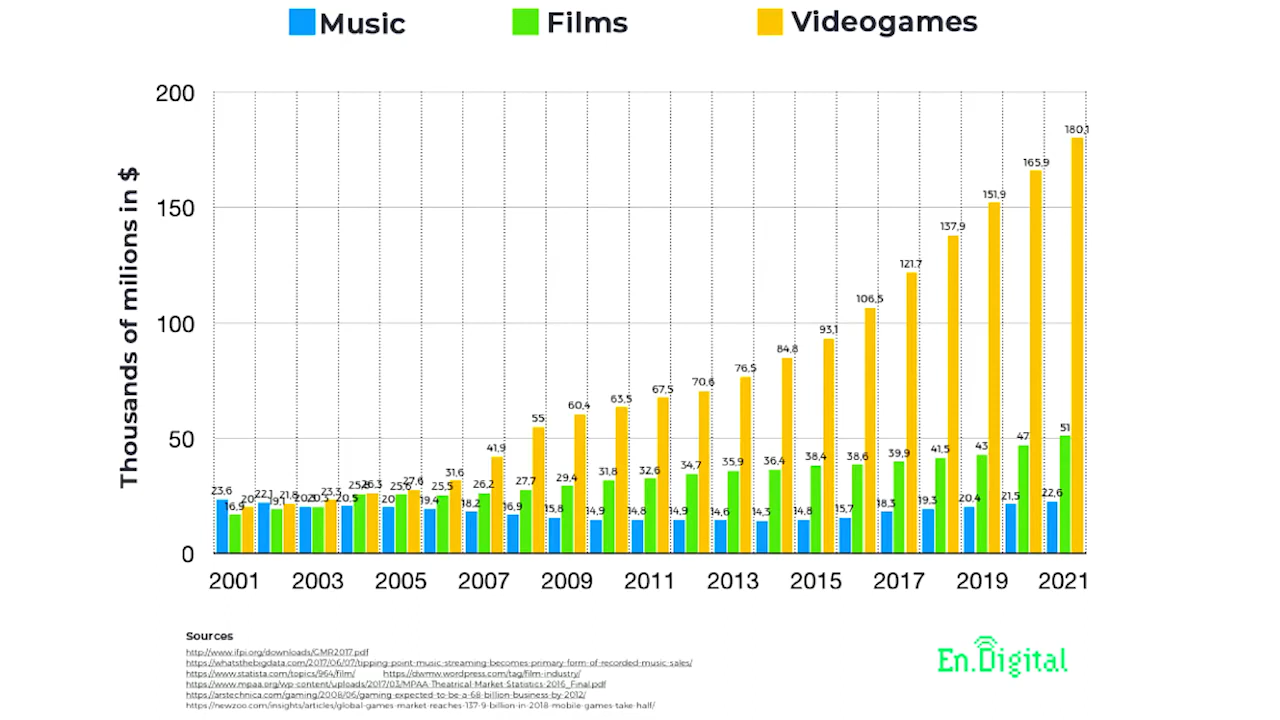 Music Films Videogames
Thousands of milions in $
200
150
100
50
0
23.6 16,9 20
22,1 19,1 21,8
20,1 20,3 23,3
20,5 26,3
20 27,6
19,4 25,5 31,6
18,2 26,2 41,9
16,9 27,7 55
15,8 29,4 60,4
14,9 31,8 63,5
14,8 32,6 67,5
14,9 34,7 70,6
14,6 35,9 76,5
14,3 36,4 84,8
14,8 38,4 93,1
15,7 38,6 106,5
18,3 39,9 121,7
19,3 41,5 137,9
20,4 43 151,9
21,5 47 165,9
22,6 51 180,1
2001 2003 2005 2007 2009 2011 2013 2015 2017 2019 2021
Sources
http://www.ifpi.org/downloads/GMR2017.pdf
https://whatsthebigdata.com/2017/06/07/tipping-point-music-streaming-becomes-primary-form-of-recorded-music-sales/
https://www.statista.com/topics/964/film/ https://dwmw.wordpress.com/tag/film-industry/
https://www.mpaa.org/wp-content/uploads/2017/03/MPAA-Theatrical-Market-Statistics-2016_Final.pdf
https://arstechnica.com/gaming/2008/06/gaming-expected-to-be-a-68-billion-business-by-2012/
https://newzoo.com/insights/articles/global-games-market-reaches-137-9-billion-in-2018-mobile-games-take-half/
En.Digital